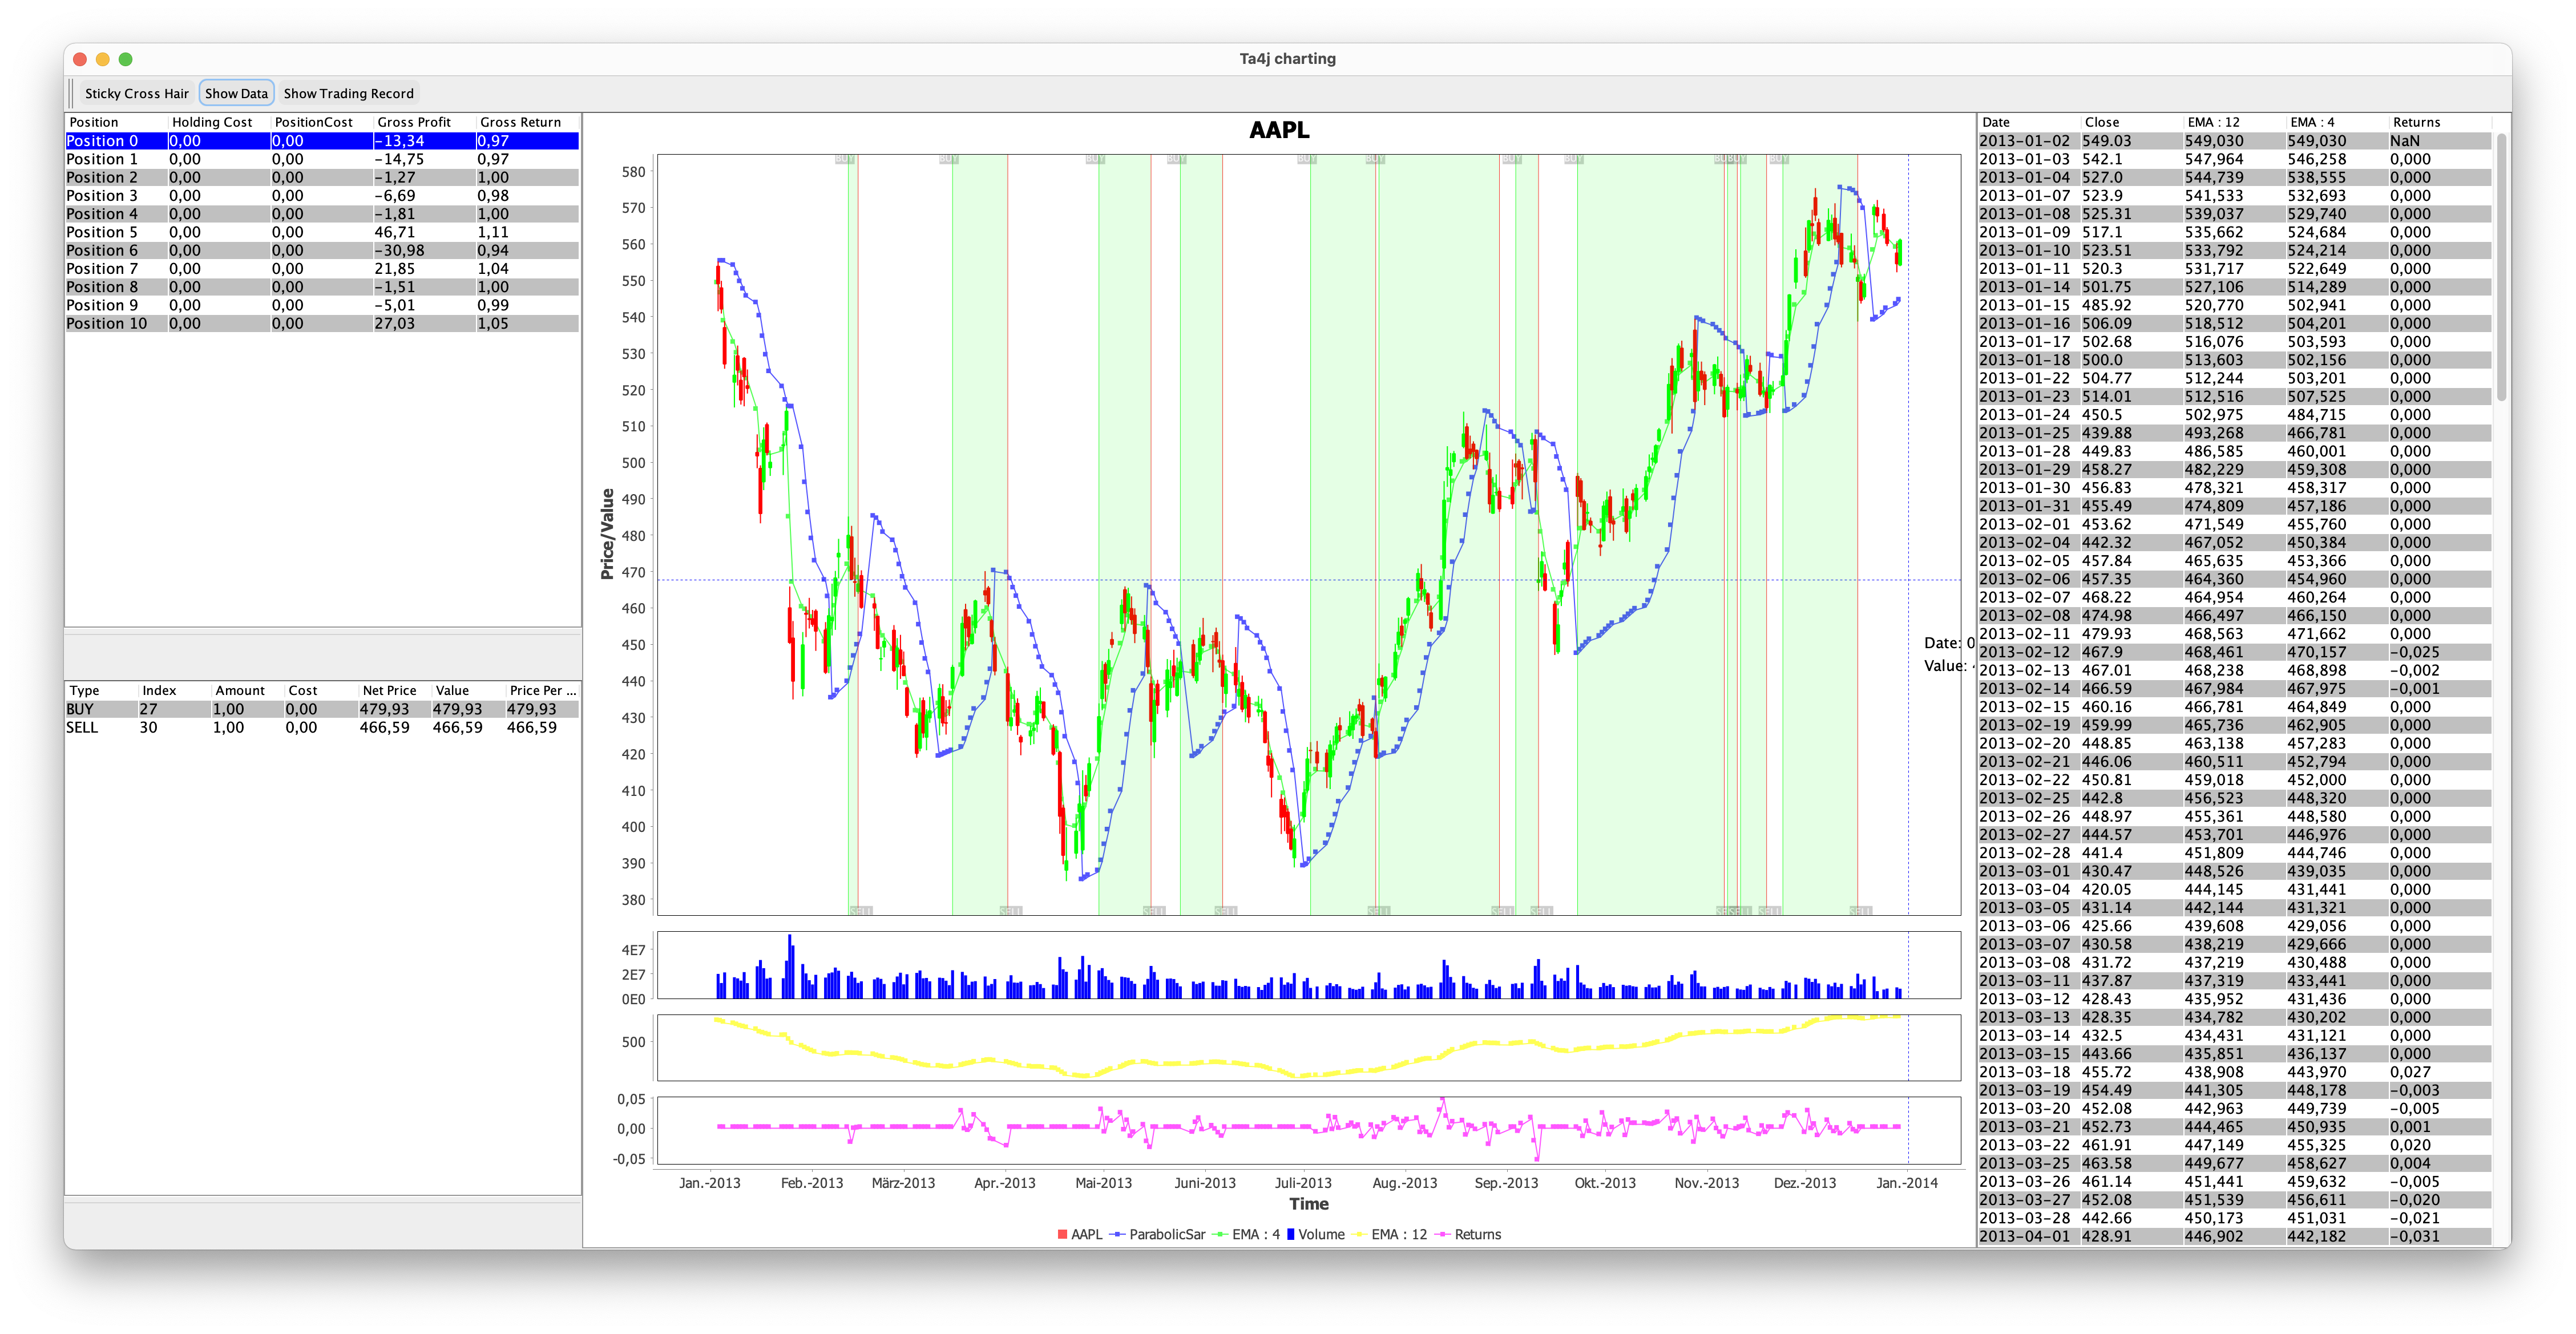 Ta4j charting
Sticky Cross Hair Show Data Show Trading Record
Position Holding Cost PositionCost Gross Profit Gross Return
Position 0 0,00 0,00 −13,34 0,97
Position 1 0,00 0,00 −14,75 0,97
Position 2 0,00 0,00 −1,27 1,00
Position 3 0,00 0,00 −6,69 0,98
Position 4 0,00 0,00 −1,81 1,00
Position 5 0,00 0,00 46,71 1,11
Position 6 0,00 0,00 −30,98 0,94
Position 7 0,00 0,00 21,85 1,04
Position 8 0,00 0,00 −1,51 1,00
Position 9 0,00 0,00 −5,01 0,99
Position 10 0,00 0,00 27,03 1,05
Type Index Amount Cost Net Price Value Price Per ...
BUY 27 1,00 0,00 479,93 479,93 479,93
SELL 30 1,00 0,00 466,59 466,59 466,59
AAPL
BUY BUY BUY BUY BUY BUY BUY BUY BUY BUY
580
570
560
550
540
530
520
510
500
490
480
470
460
450
440
430
420
410
400
390
380
Price/Value
SELL SELL SELL SELL SELL SELL SELL SELL SELL
Date: 0
Value:
4E7
2E7
0E0
500
0,05
0,00
-0,05
Jan.-2013 Feb.-2013 März-2013 Apr.-2013 Mai-2013 Juni-2013 Juli-2013 Aug.-2013 Sep.-2013 Okt.-2013 Nov.-2013 Dez.-2013 Jan.-2014
Time
AAPL ParabolicSar EMA : 4 Volume EMA : 12 Returns
Date Close EMA : 12 EMA : 4 Returns
2013−01−02 549.03 549,030 549,030 NaN
2013−01−03 542.1 547,964 546,258 0,000
2013−01−04 527.0 544,739 538,555 0,000
2013−01−07 523.9 541,533 532,693 0,000
2013−01−08 525.31 539,037 529,740 0,000
2013−01−09 517.1 535,662 524,684 0,000
2013−01−10 523.51 533,792 524,214 0,000
2013−01−11 520.3 531,717 522,649 0,000
2013−01−14 501.75 527,106 514,289 0,000
2013−01−15 485.92 520,770 502,941 0,000
2013−01−16 506.09 518,512 504,201 0,000
2013−01−17 502.68 516,076 503,593 0,000
2013−01−18 500.0 513,603 502,156 0,000
2013−01−22 504.77 512,244 503,201 0,000
2013−01−23 514.01 512,516 507,525 0,000
2013−01−24 450.5 502,975 484,715 0,000
2013−01−25 439.88 493,268 466,781 0,000
2013−01−28 449.83 486,585 460,001 0,000
2013−01−29 458.27 482,229 459,308 0,000
2013−01−30 456.83 478,321 458,317 0,000
2013−01−31 455.49 474,809 457,186 0,000
2013−02−01 453.62 471,549 455,760 0,000
2013−02−04 442.32 467,052 450,384 0,000
2013−02−05 457.84 465,635 453,366 0,000
2013−02−06 457.35 464,360 454,960 0,000
2013−02−07 468.22 464,954 460,264 0,000
2013−02−08 474.98 466,497 466,150 0,000
2013−02−11 479.93 468,563 471,662 0,000
2013−02−12 467.9 468,461 470,157 −0,025
2013−02−13 467.01 468,238 468,898 −0,002
2013−02−14 466.59 467,984 467,975 −0,001
2013−02−15 460.16 466,781 464,849 0,000
2013−02−19 459.99 465,736 462,905 0,000
2013−02−20 448.85 463,138 457,283 0,000
2013−02−21 446.06 460,511 452,794 0,000
2013−02−22 450.81 459,018 452,000 0,000
2013−02−25 442.8 456,523 448,320 0,000
2013−02−26 448.97 455,361 448,580 0,000
2013−02−27 444.57 453,701 446,976 0,000
2013−02−28 441.4 451,809 444,746 0,000
2013−03−01 430.47 448,526 439,035 0,000
2013−03−04 420.05 444,145 431,441 0,000
2013−03−05 431.14 442,144 431,321 0,000
2013−03−06 425.66 439,608 429,056 0,000
2013−03−07 430.58 438,219 429,666 0,000
2013−03−08 431.72 437,219 430,488 0,000
2013−03−11 437.87 437,319 433,441 0,000
2013−03−12 428.43 435,952 431,436 0,000
2013−03−13 428.35 434,782 430,202 0,000
2013−03−14 432.5 434,431 431,121 0,000
2013−03−15 443.66 435,851 436,137 0,000
2013−03−18 455.72 438,908 443,970 0,027
2013−03−19 454.49 441,305 448,178 −0,003
2013−03−20 452.08 442,963 449,739 −0,005
2013−03−21 452.73 444,465 450,935 0,001
2013−03−22 461.91 447,149 455,325 0,020
2013−03−25 463.58 449,677 458,627 0,004
2013−03−26 461.14 451,441 459,632 −0,005
2013−03−27 452.08 451,539 456,611 −0,020
2013−03−28 442.66 450,173 451,031 −0,021
2013−04−01 428.91 446,902 442,182 −0,031